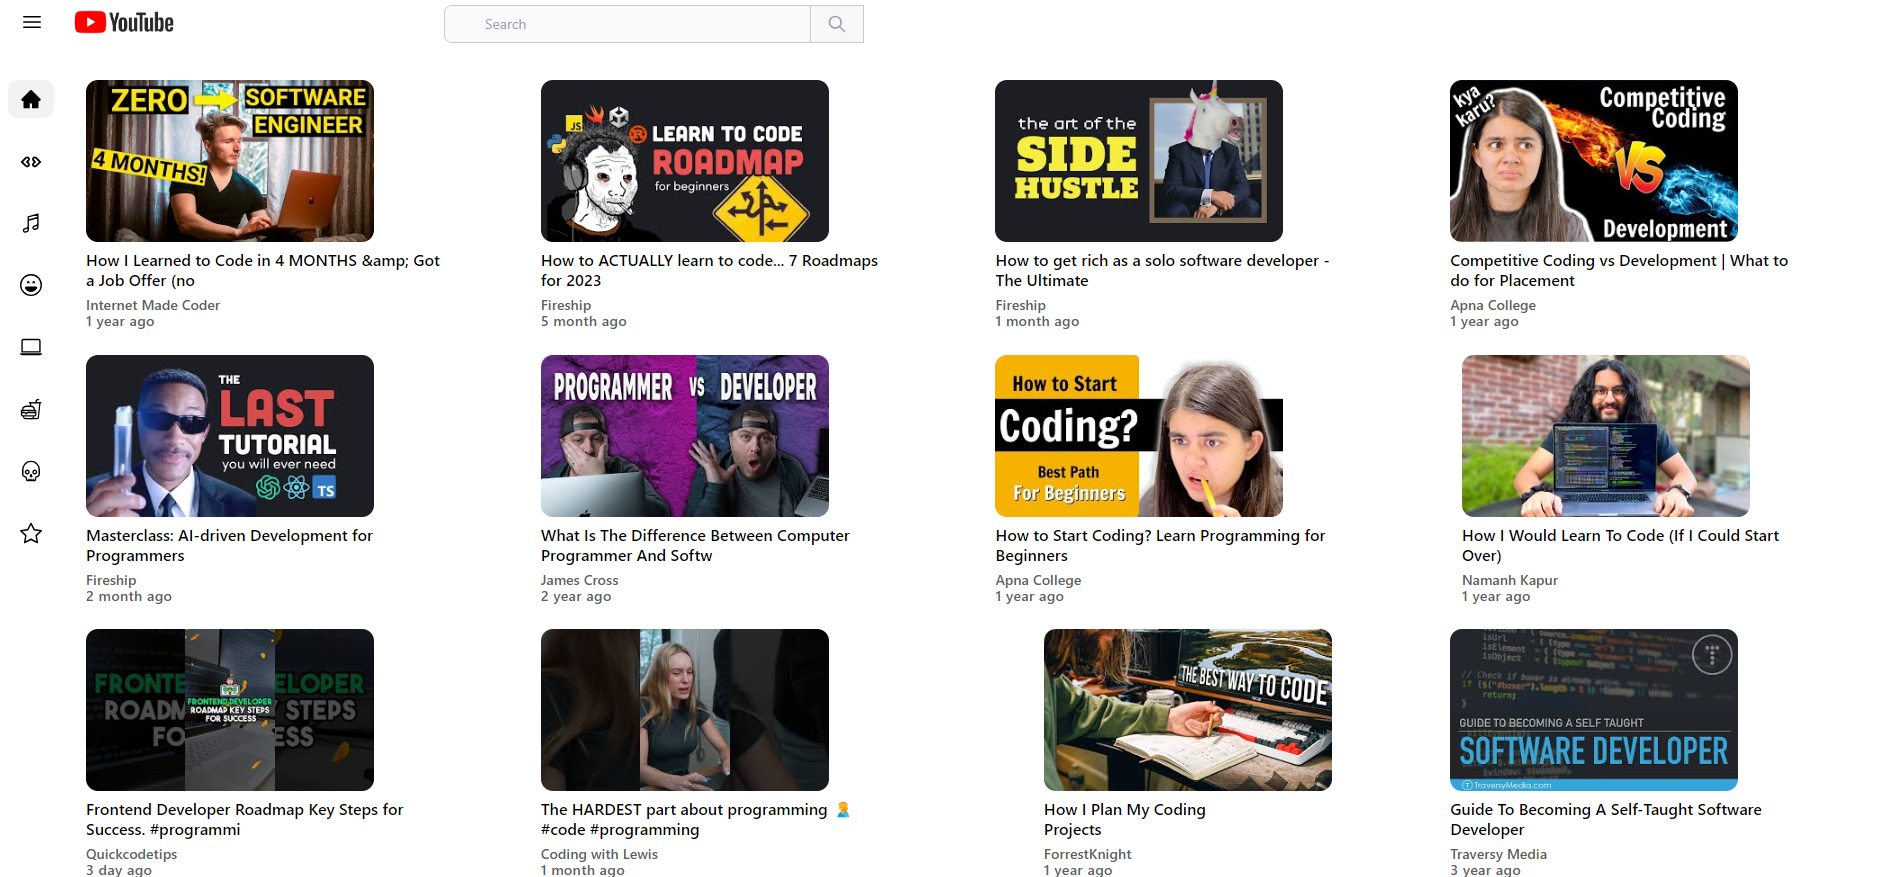 YouTube
Search
ZERO SOFTWARE
ENGINEER
4 MONTHS!
How I Learned to Code in 4 MONTHS &amp; Got
a Job Offer (no
Internet Made Coder
1 year ago
JS
LEARN TO CODE
ROADMAP
for beginners
How to ACTUALLY learn to code... 7 Roadmaps
for 2023
Fireship
5 month ago
the art of the
SIDE
HUSTLE
How to get rich as a solo software developer -
The Ultimate
Fireship
1 month ago
kya
karu?
Competitive
Coding
VS
Development
Competitive Coding vs Development | What to
do for Placement
Apna College
1 year ago
THE
LAST
TUTORIAL
you will ever need
TS
Masterclass: AI-driven Development for
Programmers
Fireship
2 month ago
PROGRAMMER VS DEVELOPER
What Is The Difference Between Computer
Programmer And Softw
James Cross
2 year ago
How to Start
Coding?
Best Path
For Beginners
How to Start Coding? Learn Programming for
Beginners
Apna College
1 year ago
How I Would Learn To Code (If I Could Start
Over)
Namanh Kapur
1 year ago
FRONTEND DEVELOPER
ROADMAP KEY STEPS
FOR SUCCESS
Frontend Developer Roadmap Key Steps for
Success. #programmi
Quickcodetips
3 day ago
The HARDEST part about programming 🤦
#code #programming
Coding with Lewis
1 month ago
THE BEST WAY TO CODE
How I Plan My Coding
Projects
ForrestKnight
1 year ago
// Check if boxer is already
if ($("#boxer").length
return;
}
GUIDE TO BECOMING A SELF TAUGHT
SOFTWARE DEVELOPER
TraversyMedia.com
Guide To Becoming A Self-Taught Software
Developer
Traversy Media
3 year ago